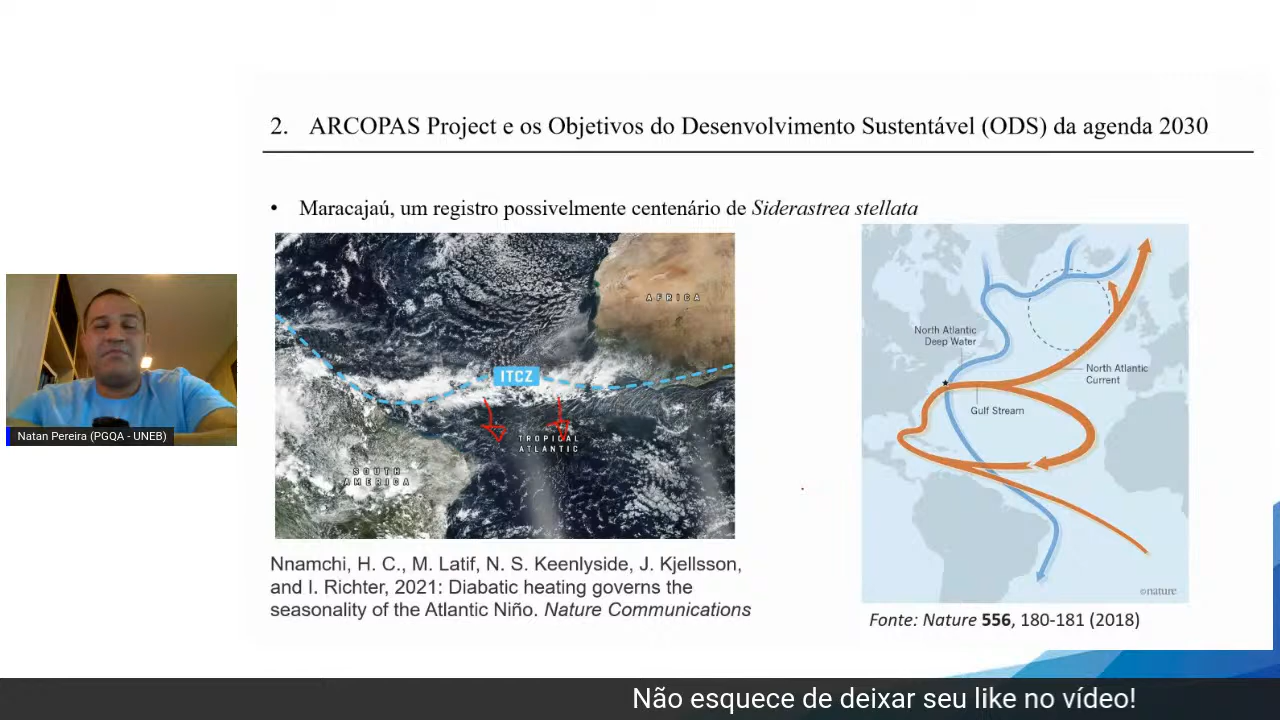 2. ARCOPAS Project e os Objetivos do Desenvolvimento Sustentável (ODS) da agenda 2030
• Maracajaú, um registro possivelmente centenário de Siderastrea stellata
AFRICA
ITCZ
TROPICAL
ATLANTIC
SOUTH
AMERICA
North Atlantic
Deep Water
North Atlantic
Current
Gulf Stream
©nature
Natan Pereira (PGQA - UNEB)
Nnamchi, H. C., M. Latif, N. S. Keenlyside, J. Kjellsson,
and I. Richter, 2021: Diabatic heating governs the
seasonality of the Atlantic Niño. Nature Communications
Fonte: Nature 556, 180-181 (2018)
Não esquece de deixar seu like no vídeo!